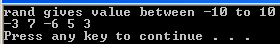 rand gives value between -10 to 10
-3 7 -6 5 3
Press any key to continue . . .